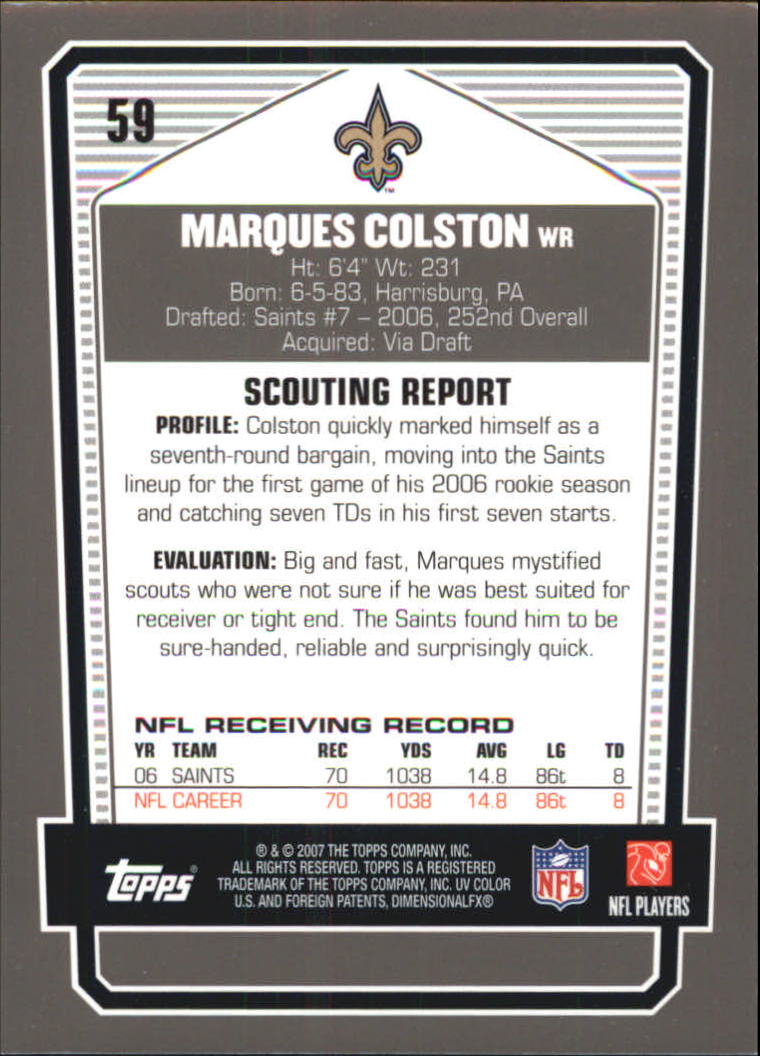 59
TM
MARQUES COLSTON WR
Ht: 6'4" Wt: 231
Born: 6-5-83, Harrisburg, PA
Drafted: Saints #7 – 2006, 252nd Overall
Acquired: Via Draft
SCOUTING REPORT
PROFILE: Colston quickly marked himself as a
seventh-round bargain, moving into the Saints
lineup for the first game of his 2006 rookie season
and catching seven TDs in his first seven starts.
EVALUATION: Big and fast, Marques mystified
scouts who were not sure if he was best suited for
receiver or tight end. The Saints found him to be
sure-handed, reliable and surprisingly quick.
NFL RECEIVING RECORD
YR TEAM REC YDS AVG LG TD
06 SAINTS 70 1038 14.8 86t 8
NFL CAREER 70 1038 14.8 86t 8
topps®
® & © 2007 THE TOPPS COMPANY, INC.
ALL RIGHTS RESERVED. TOPPS IS A REGISTERED
TRADEMARK OF THE TOPPS COMPANY, INC. UV COLOR
U.S. AND FOREIGN PATENTS, DIMENSIONALFX®
NFL
NFL PLAYERS